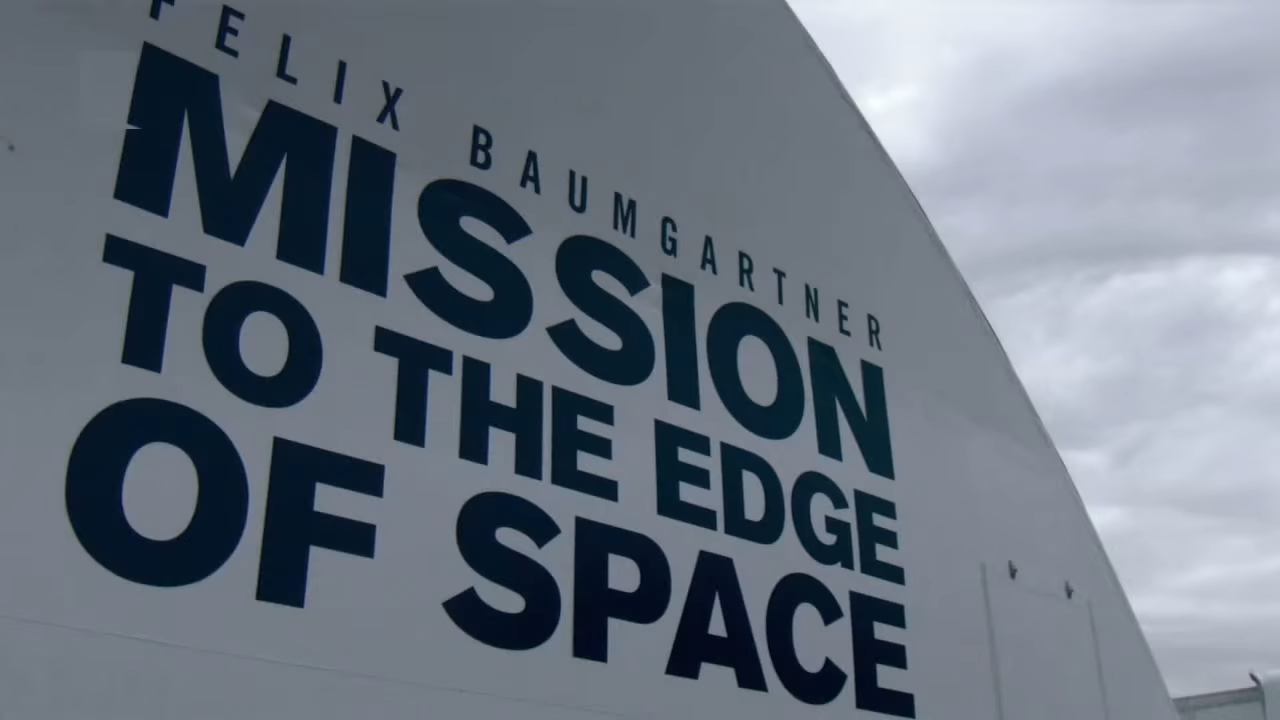 FELIX BAUMGARTNER
MISSION
TO THE EDGE
OF SPACE